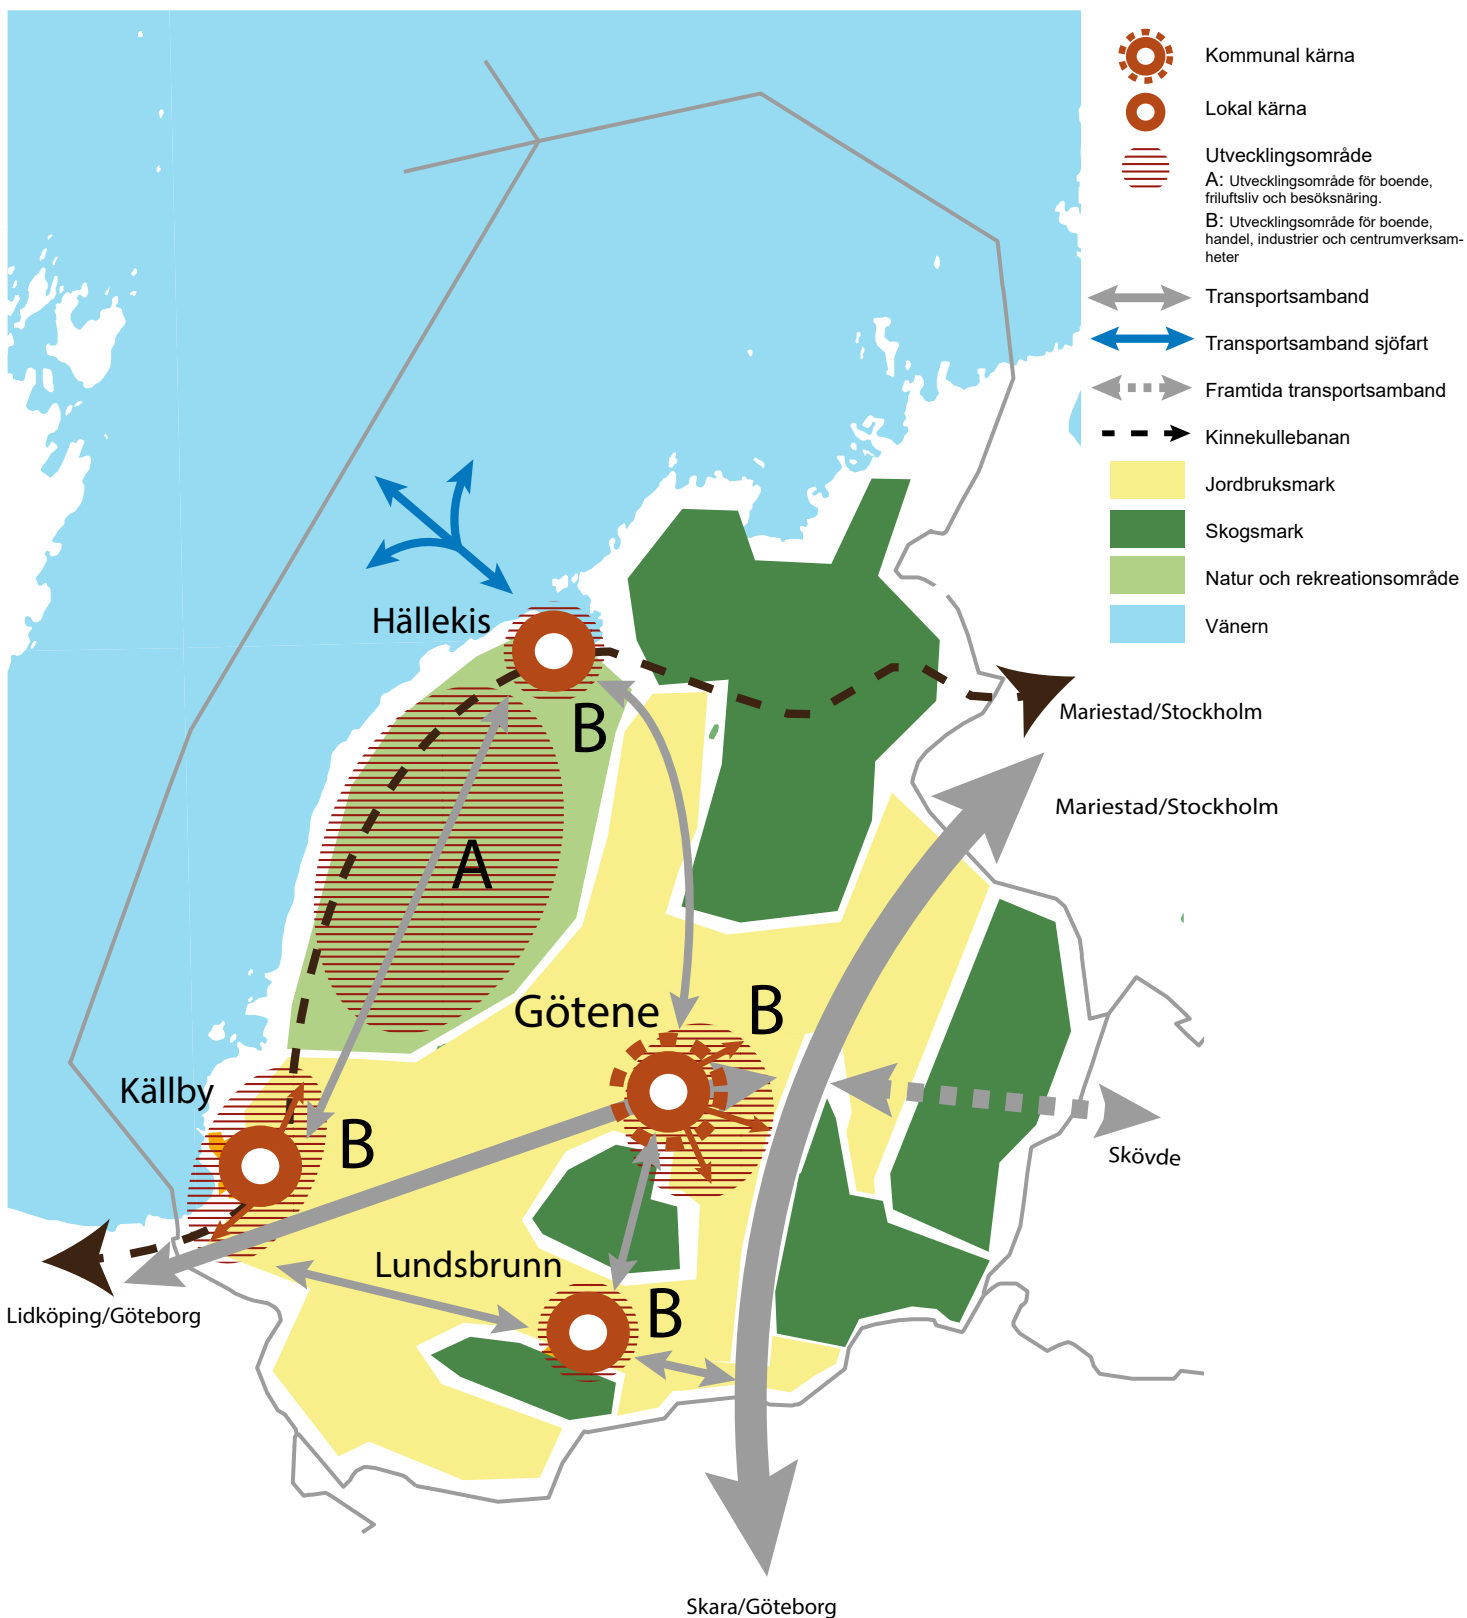 Kommunal kärna
Lokal kärna
Utvecklingsområde
A: Utvecklingsområde för boende,
friluftsliv och besöksnäring.
B: Utvecklingsområde för boende,
handel, industrier och centrumverksam-
heter
Transportsamband
Transportsamband sjöfart
Framtida transportsamband
Kinnekullebanan
Jordbruksmark
Skogsmark
Natur och rekreationsområde
Vänern
Hällekis
B
Mariestad/Stockholm
Mariestad/Stockholm
A
Götene
B
Källby
B
Skövde
Lundsbrunn
B
Lidköping/Göteborg
Skara/Göteborg